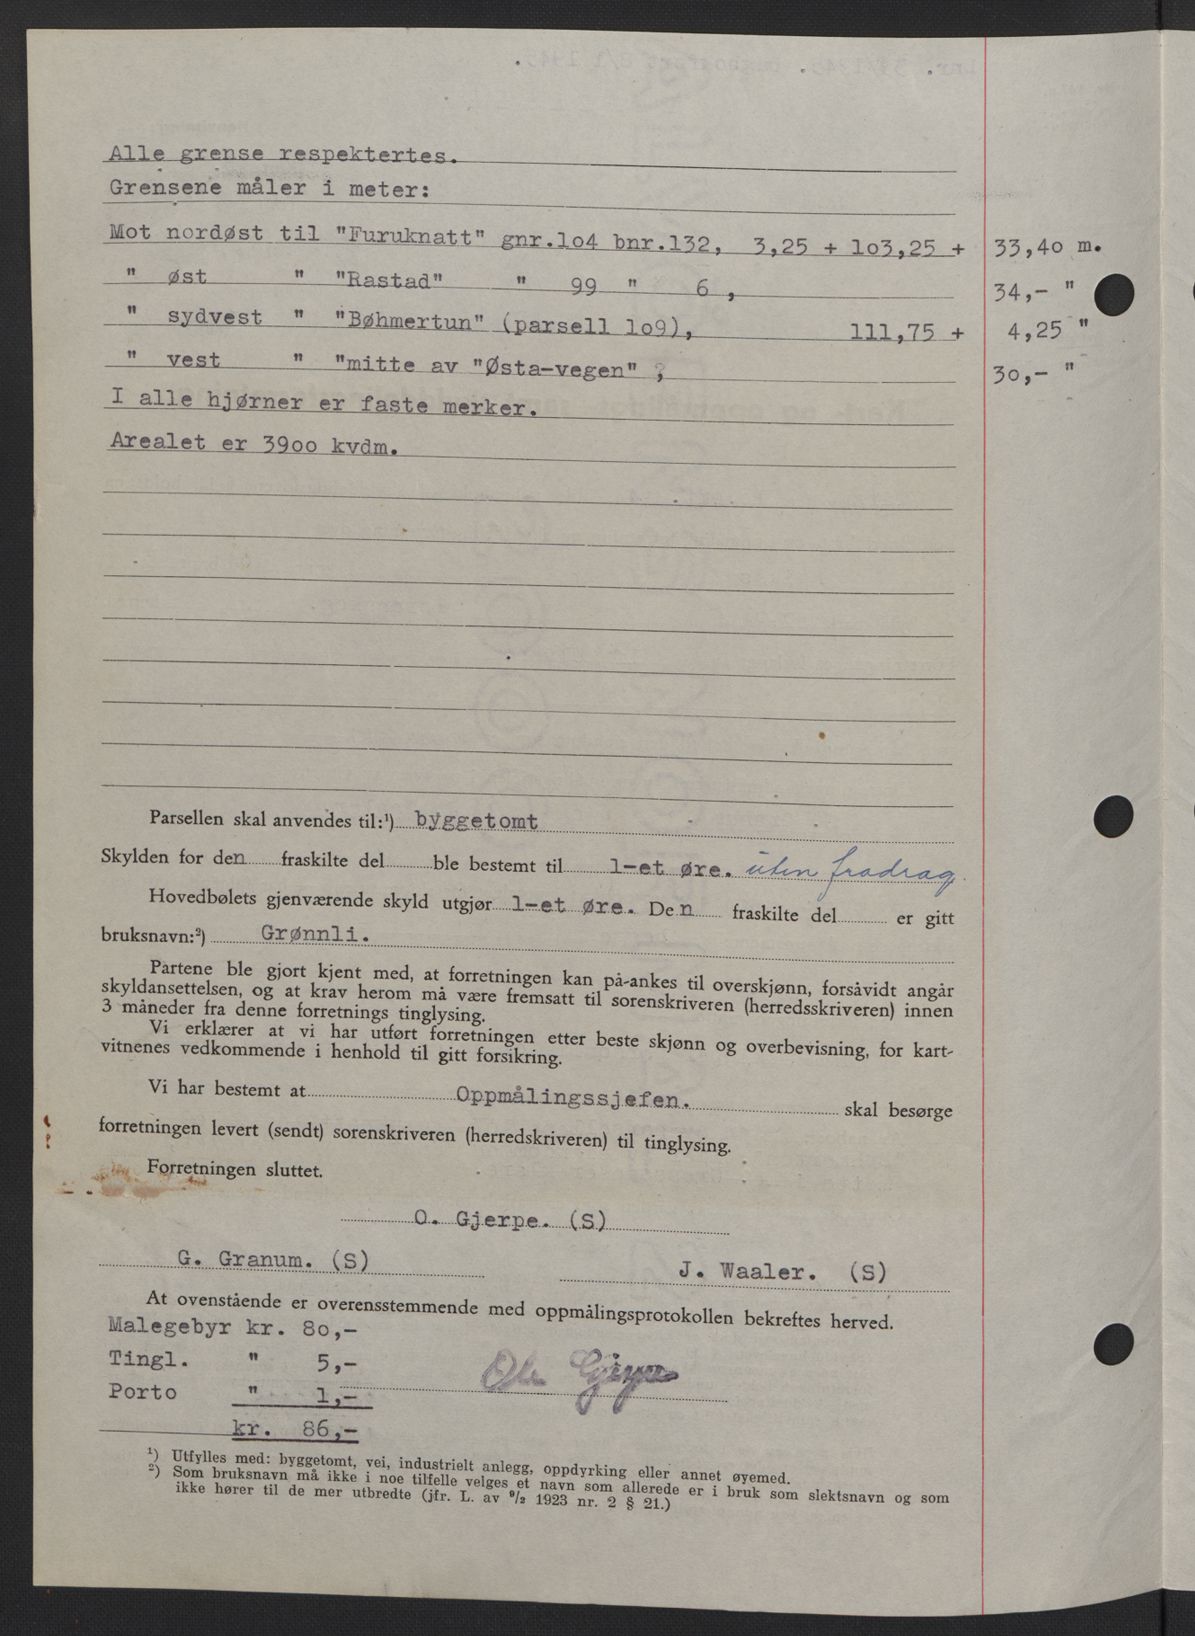 Alle grense respektertes.
Grensene måler i meter:
Mot nordøst til "Furuknatt" gnr.lo4 bnr.132, 3,25 + lo3,25 + 33,4o m.
" øst " "Rastad" " 99 " 6 , 34,- "
" sydvest " "Bøhmertun" (parsell lo9), 111,75 + 4,25 "
" vest " "mitte av "Østa-vegen" , 3o,- "
I alle hjørner er faste merker.
Arealet er 39oo kvdm.
Parsellen skal anvendes til:¹) byggetomt
Skylden for den fraskilte del ble bestemt til 1-et øre. uten fradrag.
Hovedbølets gjenværende skyld utgjør 1-et øre. Den fraskilte del er gitt
bruksnavn:²) Grønnli.
Partene ble gjort kjent med, at forretningen kan på-ankes til overskjønn, forsåvidt angår
skyldansettelsen, og at krav herom må være fremsatt til sorenskriveren (herredsskriveren) innen
3 måneder fra denne forretnings tinglysing.
Vi erklærer at vi har utført forretningen etter beste skjønn og overbevisning, for kart-
vitnenes vedkommende i henhold til gitt forsikring.
Vi har bestemt at Oppmålingssjefen. skal besørge
forretningen levert (sendt) sorenskriveren (herredskriveren) til tinglysing.
Forretningen sluttet.
O. Gjerpe. (S)
G. Granum. (S) J. Waaler. (S)
At ovenstående er overensstemmende med oppmålingsprotokollen bekreftes herved.
Malegebyr kr. 8o,-
Tingl. " 5,-
Porto " 1,-
Ole Gjerpe
kr. 86,-
¹) Utfylles med: byggetomt, vei, industrielt anlegg, oppdyrking eller annet øyemed.
²) Som bruksnavn må ikke i noe tilfelle velges et navn som allerede er i bruk som slektsnavn og som
ikke hører til de mer utbredte (jfr. L. av ⁹/₂ 1923 nr. 2 § 21.)